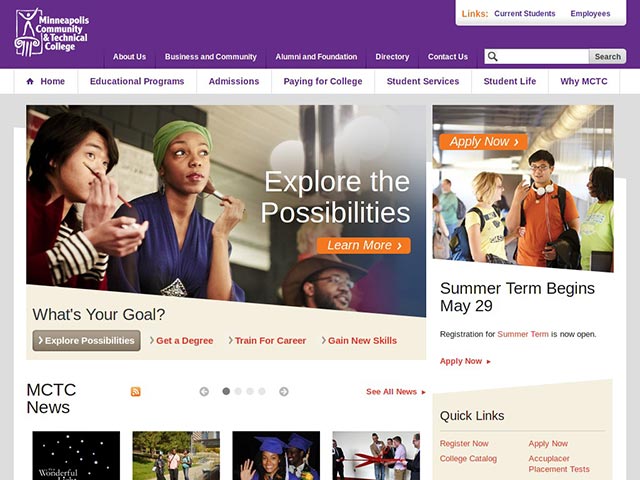 Minneapolis
Community
& Technical
College
Links: Current Students Employees
About Us Business and Community Alumni and Foundation Directory Contact Us Search
Home Educational Programs Admissions Paying for College Student Services Student Life Why MCTC
Explore the
Possibilities
Learn More
Apply Now
What's Your Goal?
Explore Possibilities Get a Degree Train For Career Gain New Skills
Summer Term Begins
May 29
Registration for Summer Term is now open.
Apply Now
MCTC
News
See All News
Wonderful
Quick Links
Register Now Apply Now
College Catalog Accuplacer
Placement Tests